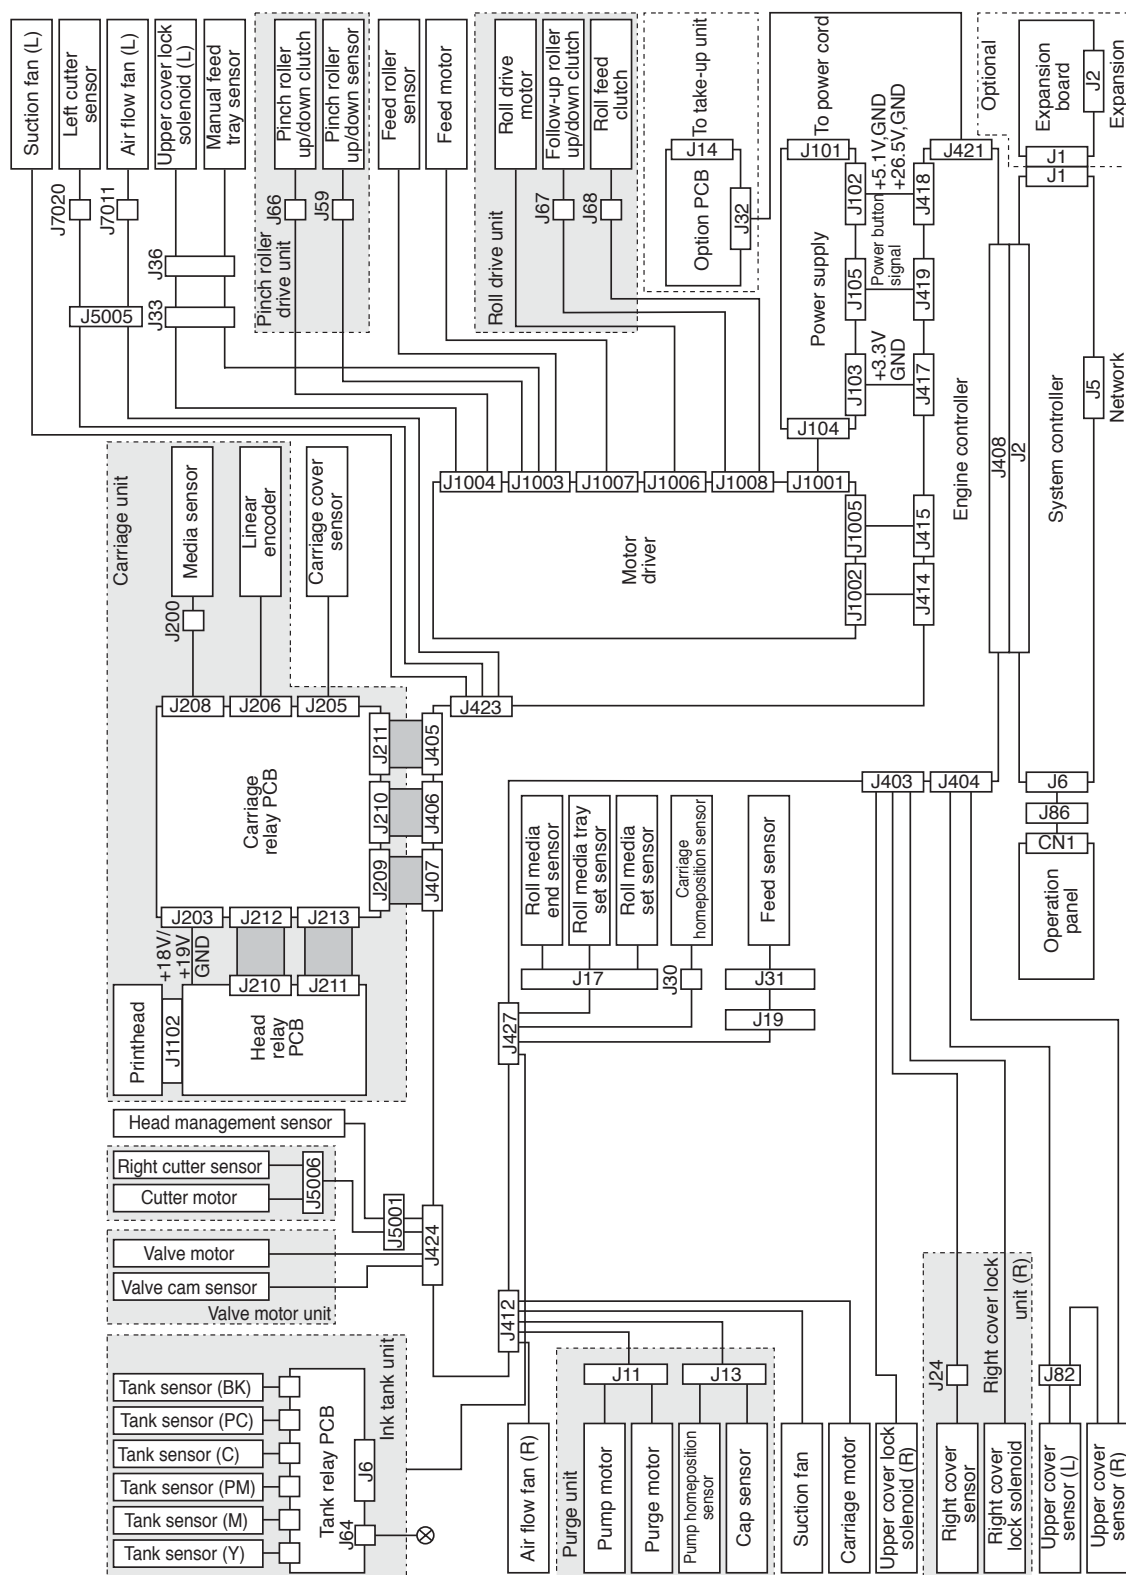 Suction fan (L)
Left cutter
sensor
Air flow fan (L)
Upper cover lock
solenoid (L)
Manual feed
tray sensor
Pinch roller
up/down clutch
Pinch roller
up/down sensor
Feed roller
sensor
Feed motor
Roll drive
motor
Follow-up roller
up/down clutch
Roll feed
clutch
J7020
J7011
J36
J5005
J33
J66
J59
Pinch roller
drive unit
J67
J68
Roll drive unit
To take-up unit
J14
Option PCB
J32
To power cord
J101
J102
+5.1V,GND
+26.5V,GND
J418
J421
Power button
signal
J105
J419
Power supply
+3.3V
GND
J103
J417
J104
Optional
Expansion
board
J2
Expansion
J1
J1
Engine controller
J408
J2
System controller
J5
Network
J1004
J1003
J1007
J1006
J1008
J1001
J1005
J415
Motor
driver
J1002
J414
Carriage unit
Media sensor
Linear
encoder
Carriage cover
sensor
J200
J208
J206
J205
J211
J405
J423
Carriage
relay PCB
J210
J406
J209
J407
J203
J212
J213
+18V/
+19V
GND
J210
J211
Printhead
J1102
Head
relay
PCB
J403
J404
J6
J86
CN1
Operation
panel
Roll media
end sensor
Roll media tray
set sensor
Roll media
set sensor
Carriage
homeposition sensor
Feed sensor
J17
J30
J31
J19
J427
Head management sensor
Right cutter sensor
Cutter motor
J5006
J5001
J424
Valve motor
Valve cam sensor
Valve motor unit
J412
Ink tank unit
Tank sensor (BK)
Tank sensor (PC)
Tank sensor (C)
Tank sensor (PM)
Tank sensor (M)
Tank sensor (Y)
Tank relay PCB
J6
J64
Air flow fan (R)
Purge unit
J11
J13
Pump motor
Purge motor
Pump homeposition
sensor
Cap sensor
Suction fan
Carriage motor
Upper cover lock
solenoid (R)
J24
Right cover lock
unit (R)
Right cover
sensor
Right cover
lock solenoid
J82
Upper cover
sensor (L)
Upper cover
sensor (R)